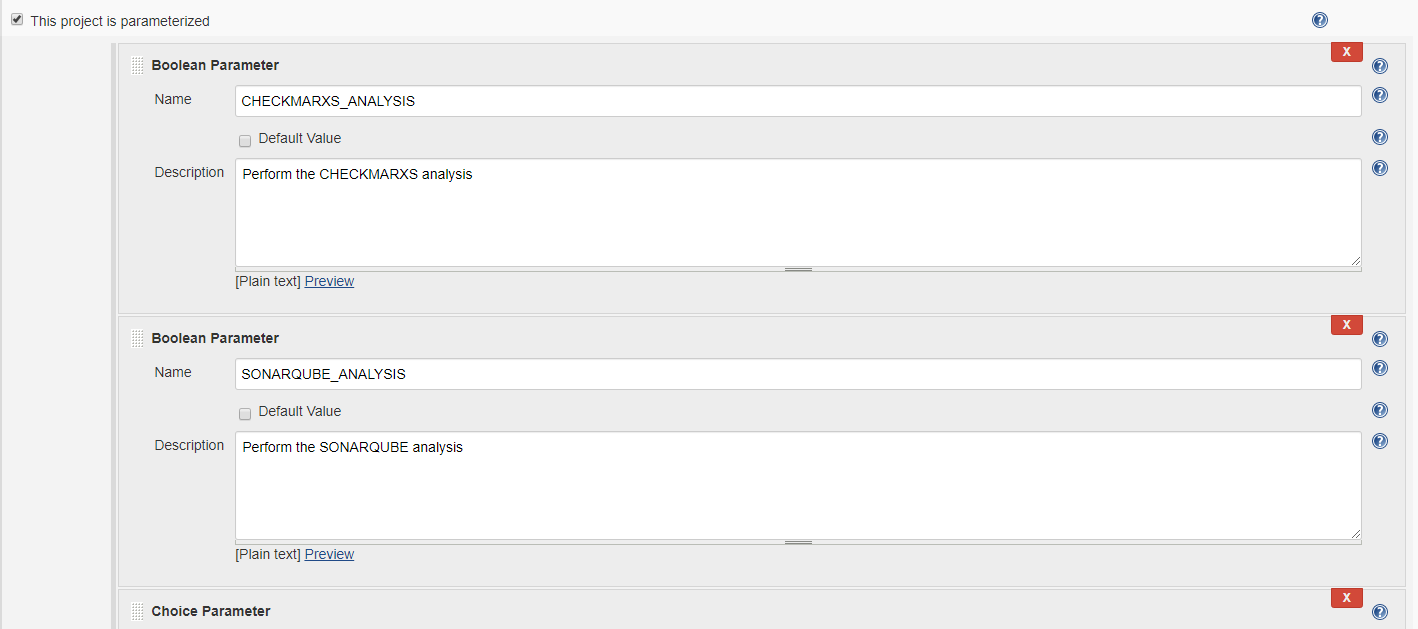 This project is parameterized
?
X
Boolean Parameter
?
Name
CHECKMARXS_ANALYSIS
?
Default Value
?
Description
Perform the CHECKMARXS analysis
?
[Plain text] Preview
X
Boolean Parameter
?
Name
SONARQUBE_ANALYSIS
?
Default Value
?
Description
Perform the SONARQUBE analysis
?
[Plain text] Preview
X
Choice Parameter
?